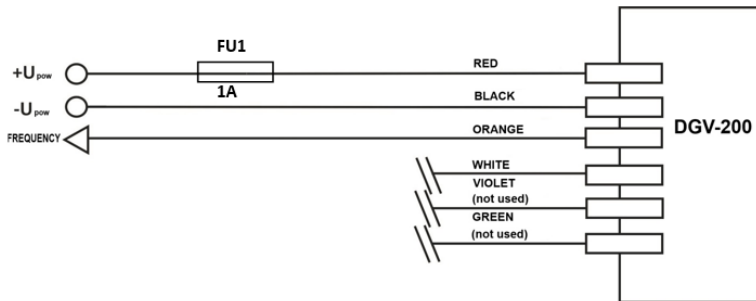 FU1
+U pow
RED
1A
-U pow
BLACK
FREQUENCY
ORANGE
DGV-200
WHITE
VIOLET
(not used)
GREEN
(not used)